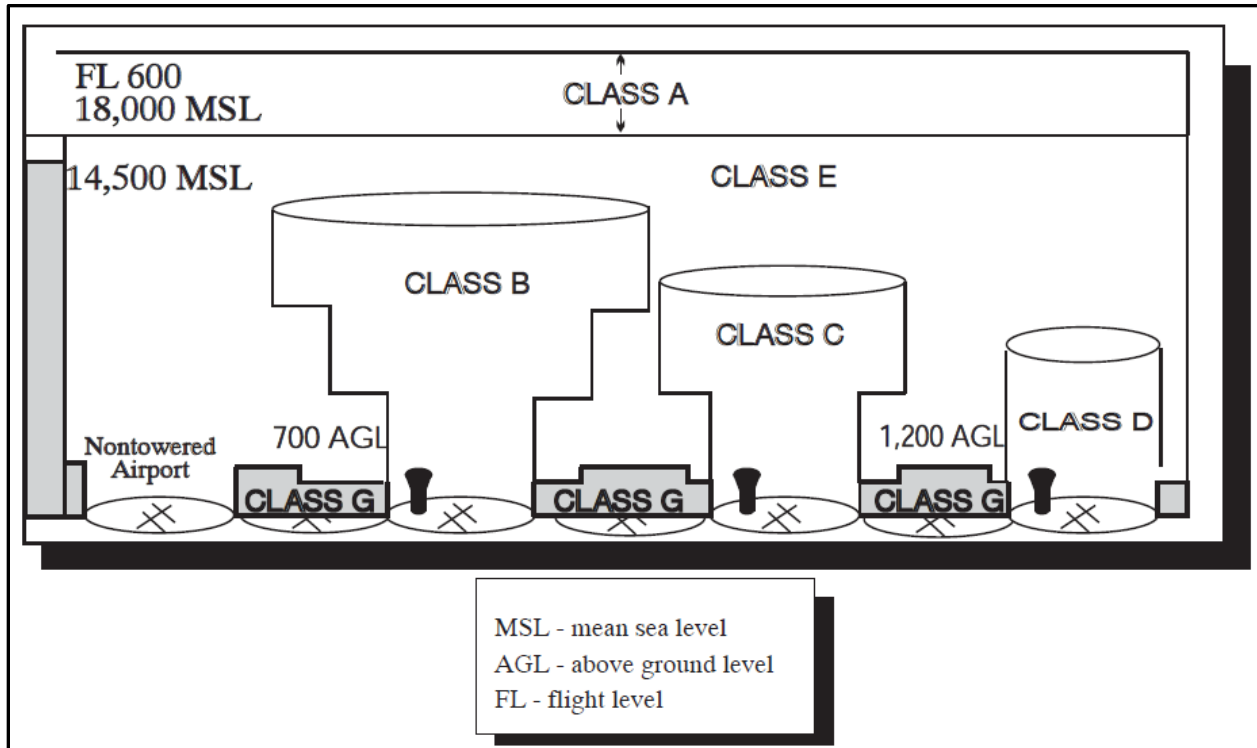 FL 600
18,000 MSL
CLASS A
14,500 MSL
CLASS E
CLASS B
CLASS C
CLASS D
700 AGL
1,200 AGL
Nontowered
Airport
CLASS G
CLASS G
CLASS G
MSL - mean sea level
AGL - above ground level
FL - flight level